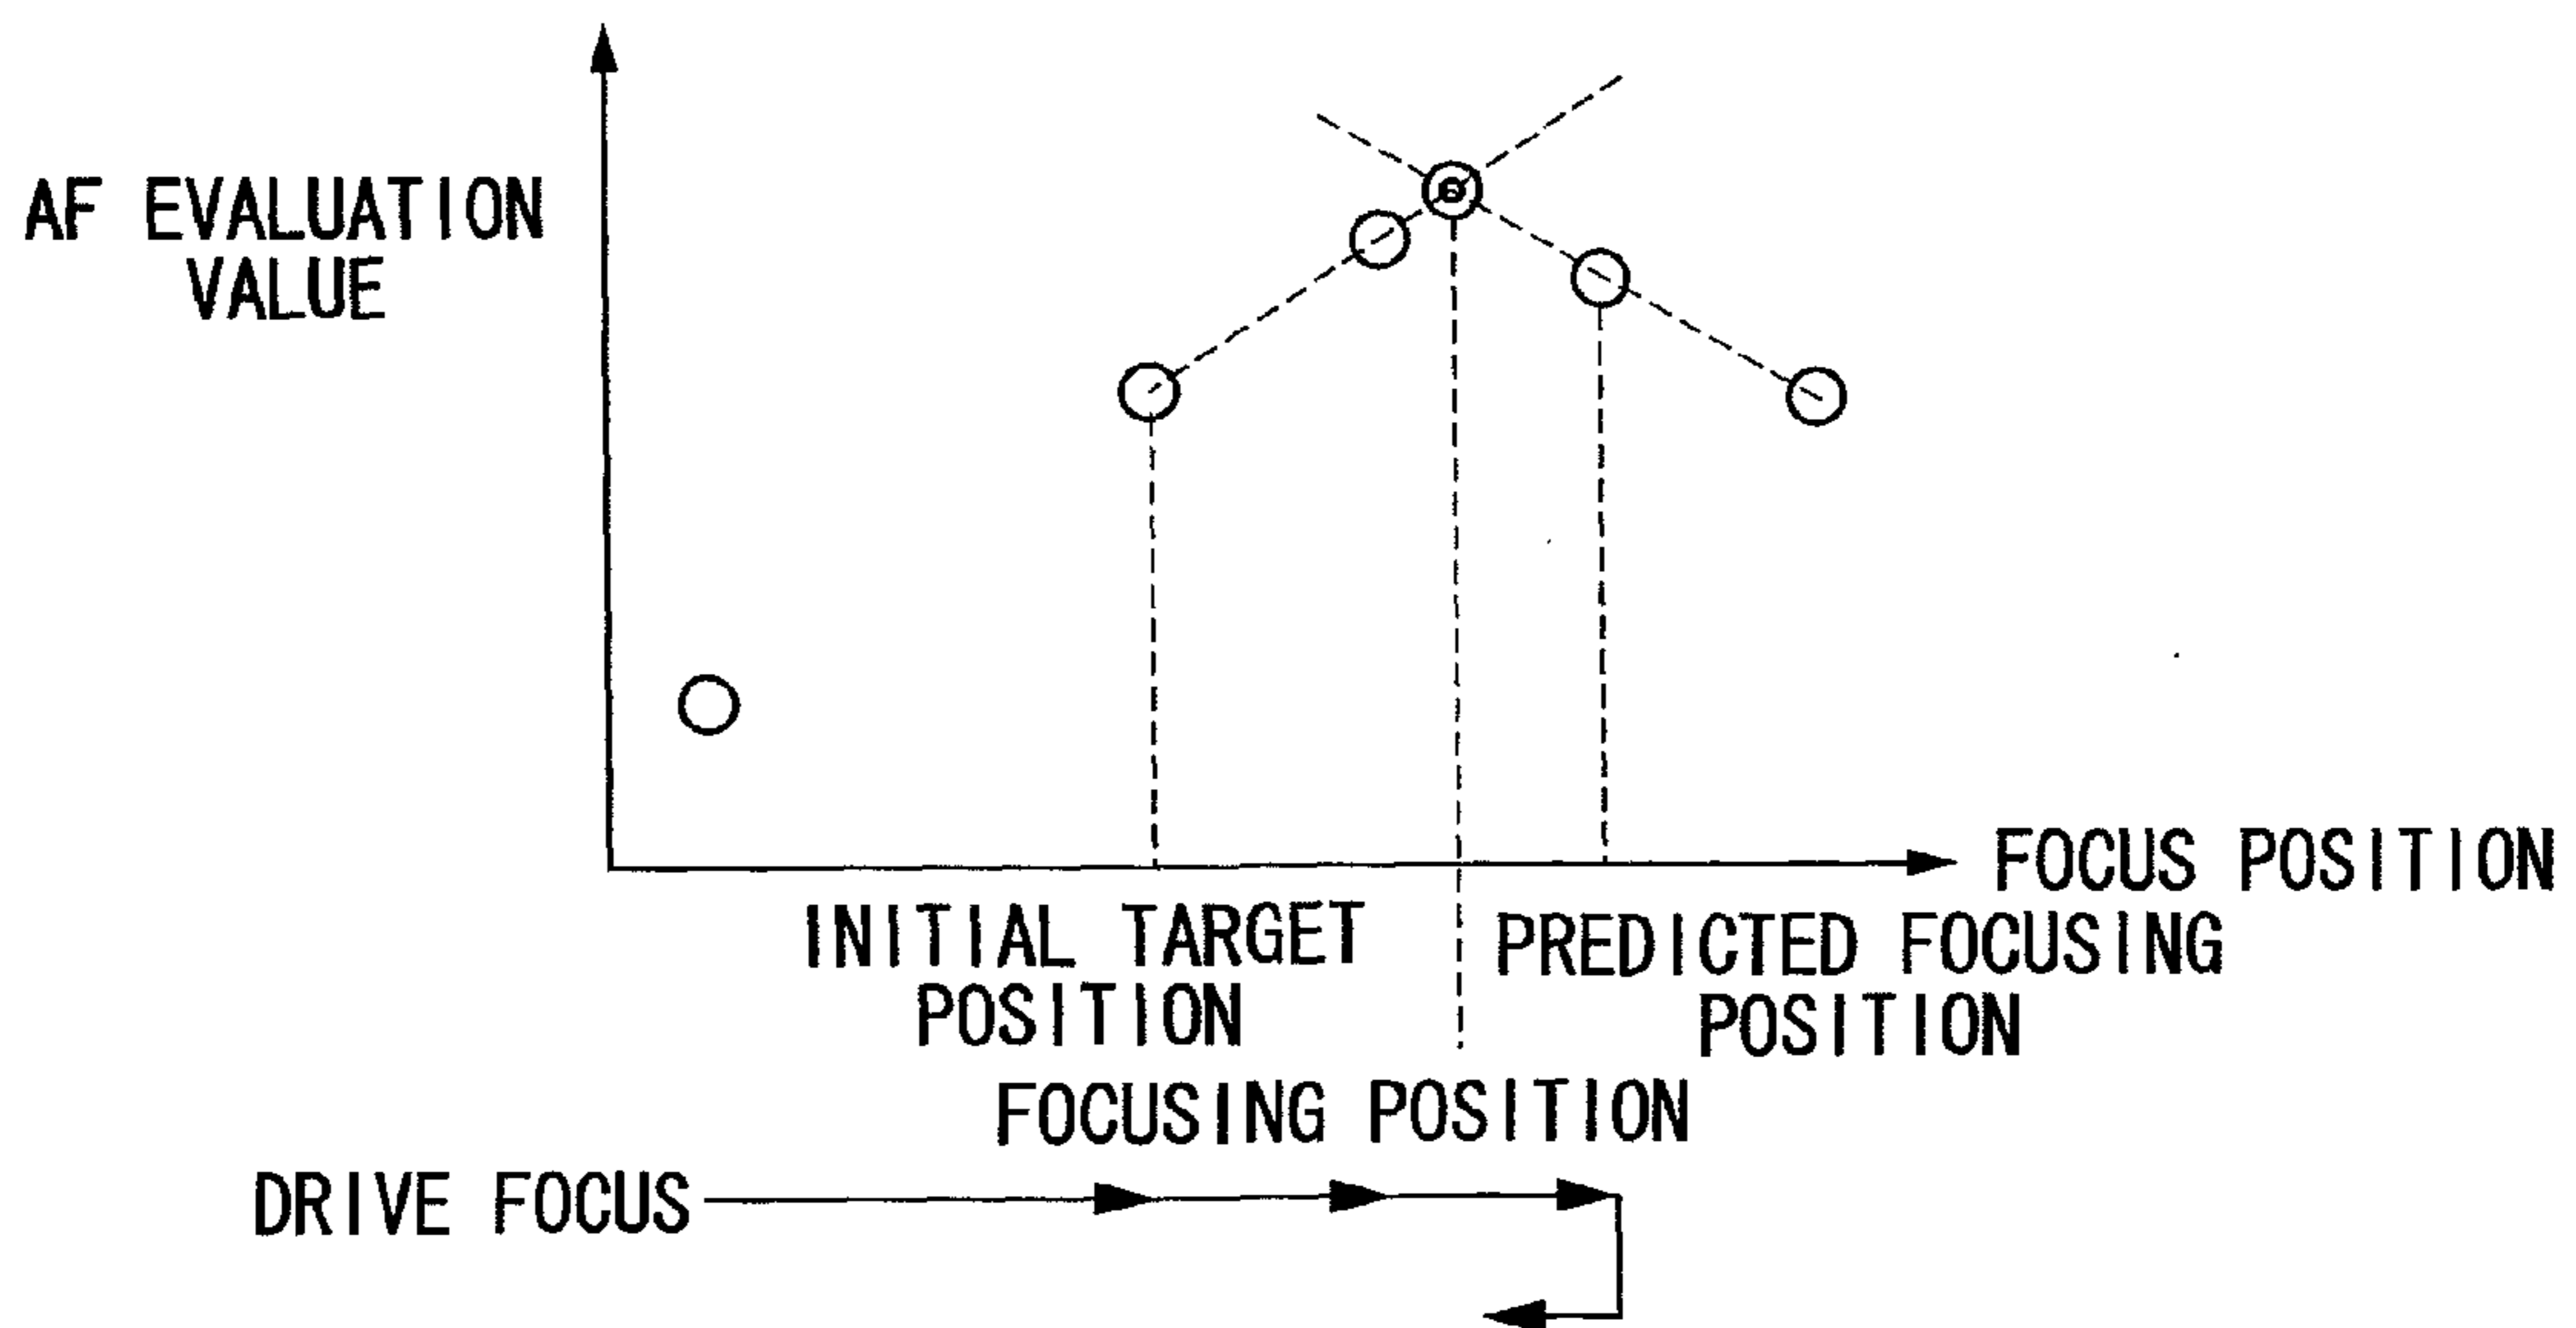 AF EVALUATION
VALUE
FOCUS POSITION
INITIAL TARGET
POSITION
PREDICTED FOCUSING
POSITION
FOCUSING POSITION
DRIVE FOCUS